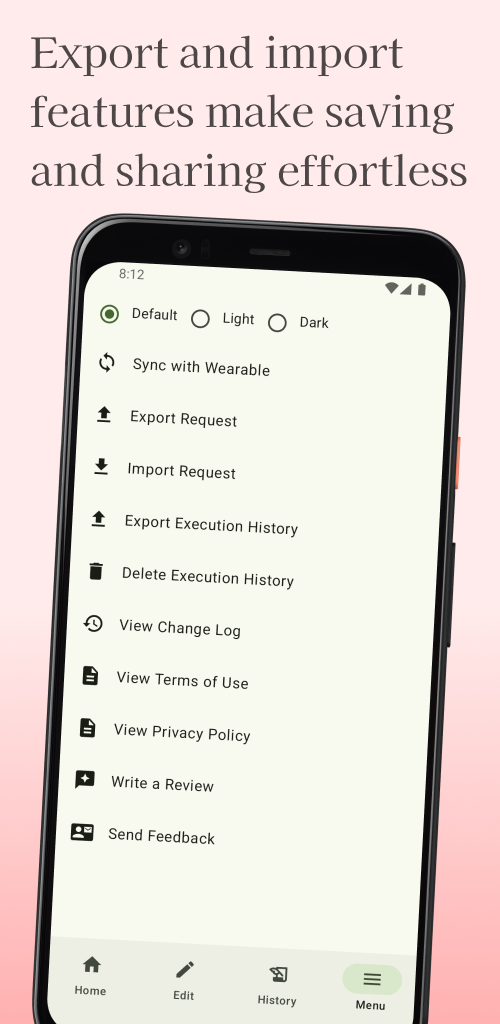 Export and import
features make saving
and sharing effortless
8:12
Default Light Dark
Sync with Wearable
Export Request
Import Request
Export Execution History
Delete Execution History
View Change Log
View Terms of Use
View Privacy Policy
Write a Review
Send Feedback
Home Edit History Menu